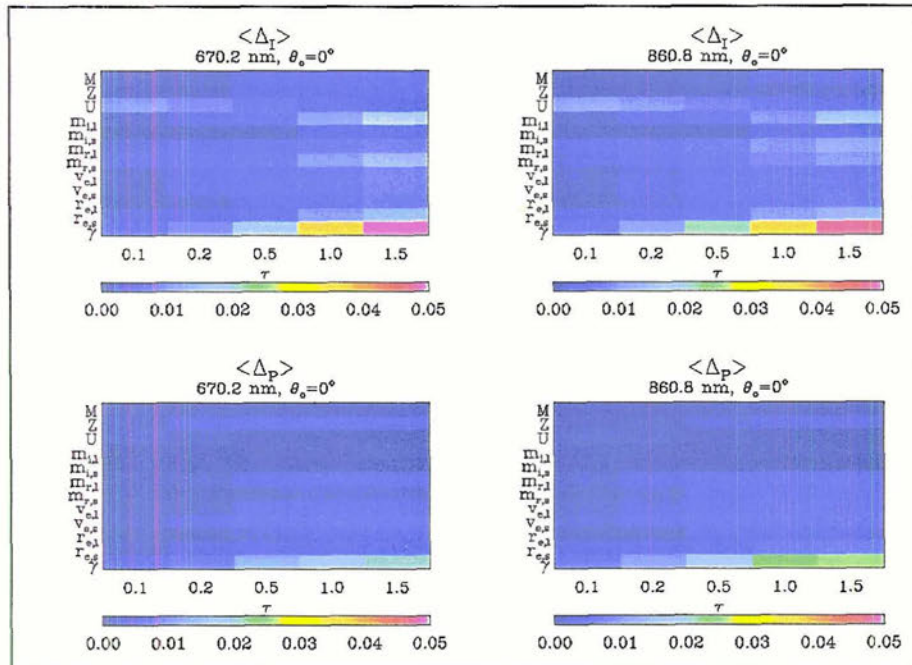 <Δ_I>
670.2 nm, θ_o=0°
M
Z
U
m_i,l
m_i,s
m_r,l
m_r,s
v_e,l
v_e,s
r_e,l
r_e,s
γ
0.1 0.2 0.5 1.0 1.5
τ
0.00 0.01 0.02 0.03 0.04 0.05
<Δ_I>
860.8 nm, θ_o=0°
M
Z
U
m_i,l
m_i,s
m_r,l
m_r,s
v_e,l
v_e,s
r_e,l
r_e,s
γ
0.1 0.2 0.5 1.0 1.5
τ
0.00 0.01 0.02 0.03 0.04 0.05
<Δ_P>
670.2 nm, θ_o=0°
M
Z
U
m_i,l
m_i,s
m_r,l
m_r,s
v_e,l
v_e,s
r_e,l
r_e,s
γ
0.1 0.2 0.5 1.0 1.5
τ
0.00 0.01 0.02 0.03 0.04 0.05
<Δ_P>
860.8 nm, θ_o=0°
M
Z
U
m_i,l
m_i,s
m_r,l
m_r,s
v_e,l
v_e,s
r_e,l
r_e,s
γ
0.1 0.2 0.5 1.0 1.5
τ
0.00 0.01 0.02 0.03 0.04 0.05